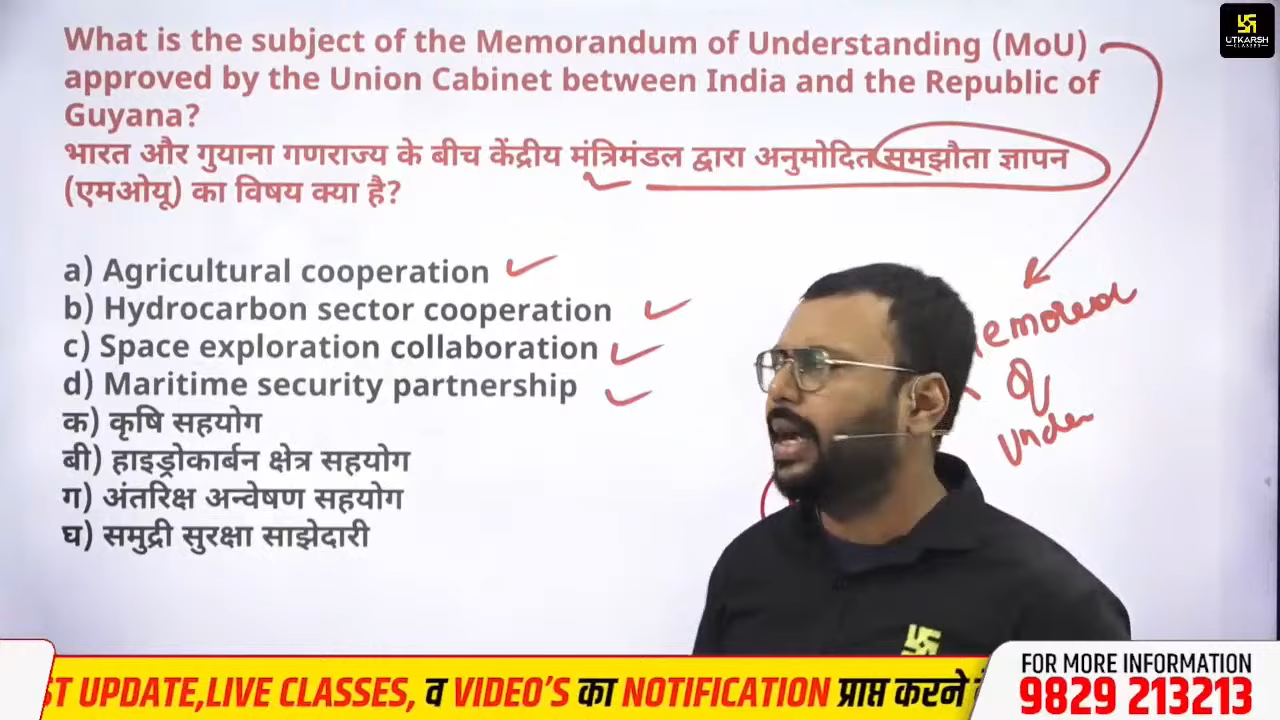 What is the subject of the Memorandum of Understanding (MoU)
approved by the Union Cabinet between India and the Republic of
Guyana?
भारत और गुयाना गणराज्य के बीच केंद्रीय मंत्रिमंडल द्वारा अनुमोदित समझौता ज्ञापन
(एमओयू) का विषय क्या है?
a) Agricultural cooperation
b) Hydrocarbon sector cooperation
c) Space exploration collaboration
d) Maritime security partnership
क) कृषि सहयोग
बी) हाइड्रोकार्बन क्षेत्र सहयोग
ग) अंतरिक्ष अन्वेषण सहयोग
घ) समुद्री सुरक्षा साझेदारी
of
Under
UTKARSH
CLASSES
ST UPDATE,LIVE CLASSES, व VIDEO'S का NOTIFICATION प्राप्त करने
FOR MORE INFORMATION
9829 213213